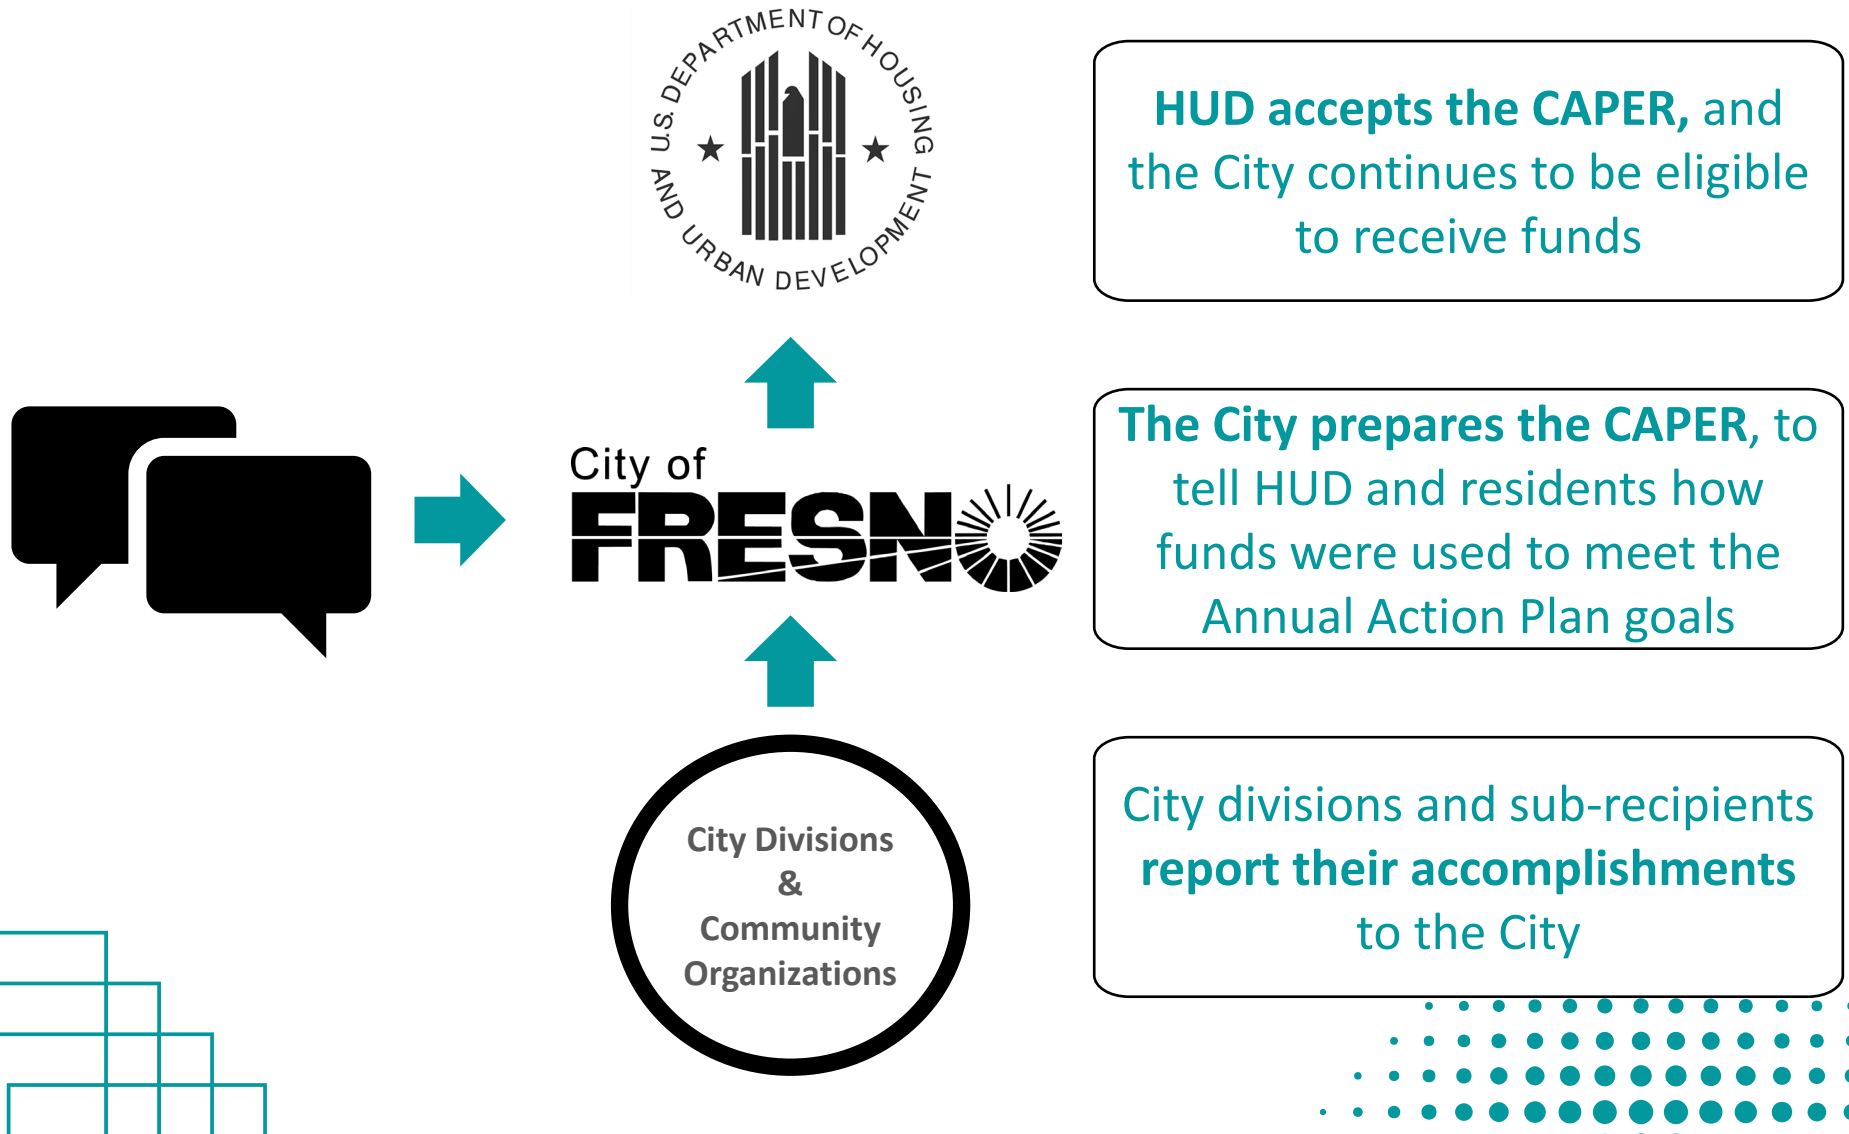 U.S. DEPARTMENT OF HOUSING
AND URBAN DEVELOPMENT
HUD accepts the CAPER, and
the City continues to be eligible
to receive funds
City of
FRESNO
The City prepares the CAPER, to
tell HUD and residents how
funds were used to meet the
Annual Action Plan goals
City Divisions
&
Community
Organizations
City divisions and sub-recipients
report their accomplishments
to the City